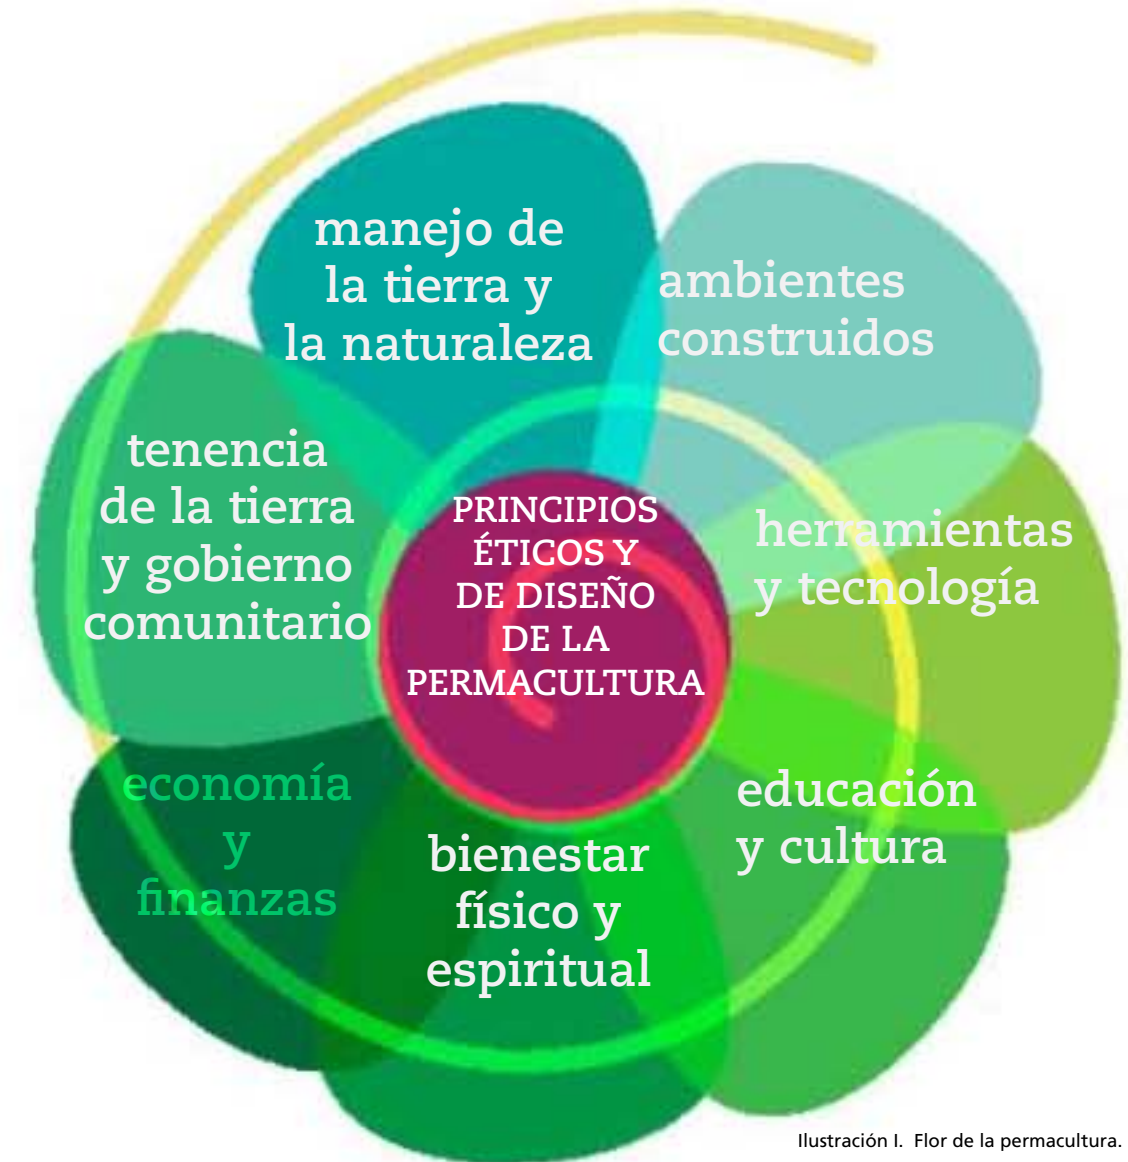 manejo de
la tierra y
la naturaleza
ambientes
construidos
tenencia
de la tierra
y gobierno
comunitario
PRINCIPIOS
ÉTICOS Y
DE DISEÑO
DE LA
PERMACULTURA
herramientas
y tecnología
economía
y
finanzas
bienestar
físico y
espiritual
educación
y cultura
Ilustración I. Flor de la permacultura.